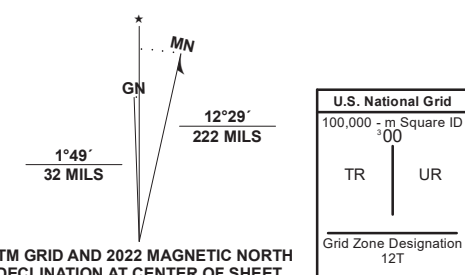 ★
MN
GN
12°29´
222 MILS
1°49´
32 MILS
TM GRID AND 2022 MAGNETIC NORTH
DECLINATION AT CENTER OF SHEET
U.S. National Grid
100,000 - m Square ID
³00
TR UR
Grid Zone Designation
12T